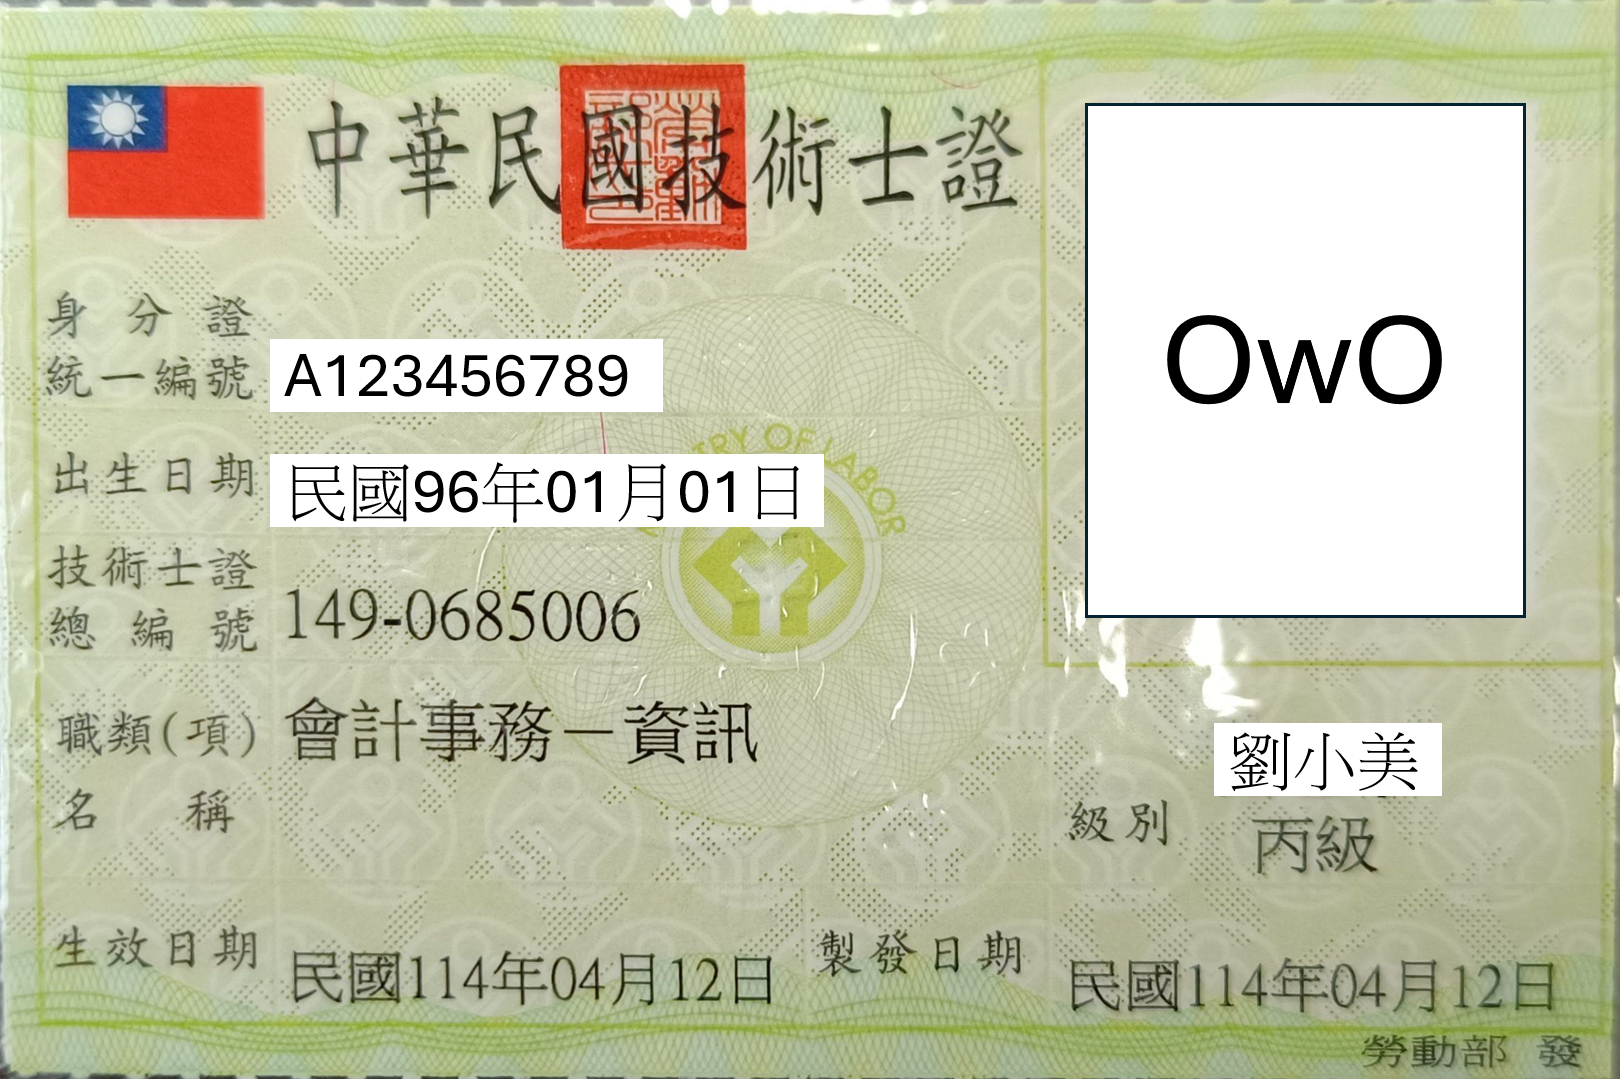 中華民國技術士證
OwO
身分證
統一編號 A123456789
出生日期 民國96年01月01日
MINISTRY OF LABOR
技術士證
總編號 149-0685006
職類(項) 會計事務－資訊
名稱
劉小美
級別 丙級
生效日期 民國114年04月12日
製發日期 民國114年04月12日
勞動部 發